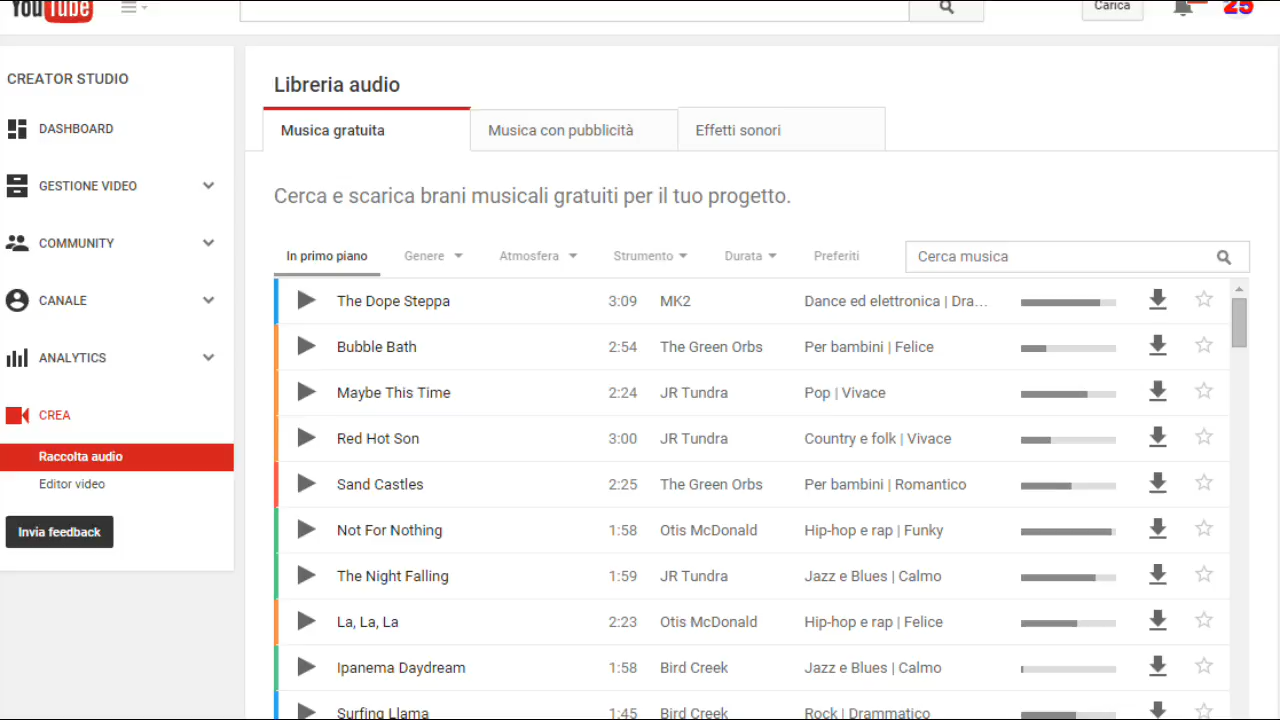 YouTube
Carica
25
CREATOR STUDIO
DASHBOARD
GESTIONE VIDEO
COMMUNITY
CANALE
ANALYTICS
CREA
Raccolta audio
Editor video
Invia feedback
Libreria audio
Musica gratuita Musica con pubblicità Effetti sonori
Cerca e scarica brani musicali gratuiti per il tuo progetto.
In primo piano Genere Atmosfera Strumento Durata Preferiti Cerca musica
The Dope Steppa 3:09 MK2 Dance ed elettronica | Dra...
Bubble Bath 2:54 The Green Orbs Per bambini | Felice
Maybe This Time 2:24 JR Tundra Pop | Vivace
Red Hot Son 3:00 JR Tundra Country e folk | Vivace
Sand Castles 2:25 The Green Orbs Per bambini | Romantico
Not For Nothing 1:58 Otis McDonald Hip-hop e rap | Funky
The Night Falling 1:59 JR Tundra Jazz e Blues | Calmo
La, La, La 2:23 Otis McDonald Hip-hop e rap | Felice
Ipanema Daydream 1:58 Bird Creek Jazz e Blues | Calmo
Surfing Llama 1:45 Bird Creek Rock | Drammatico